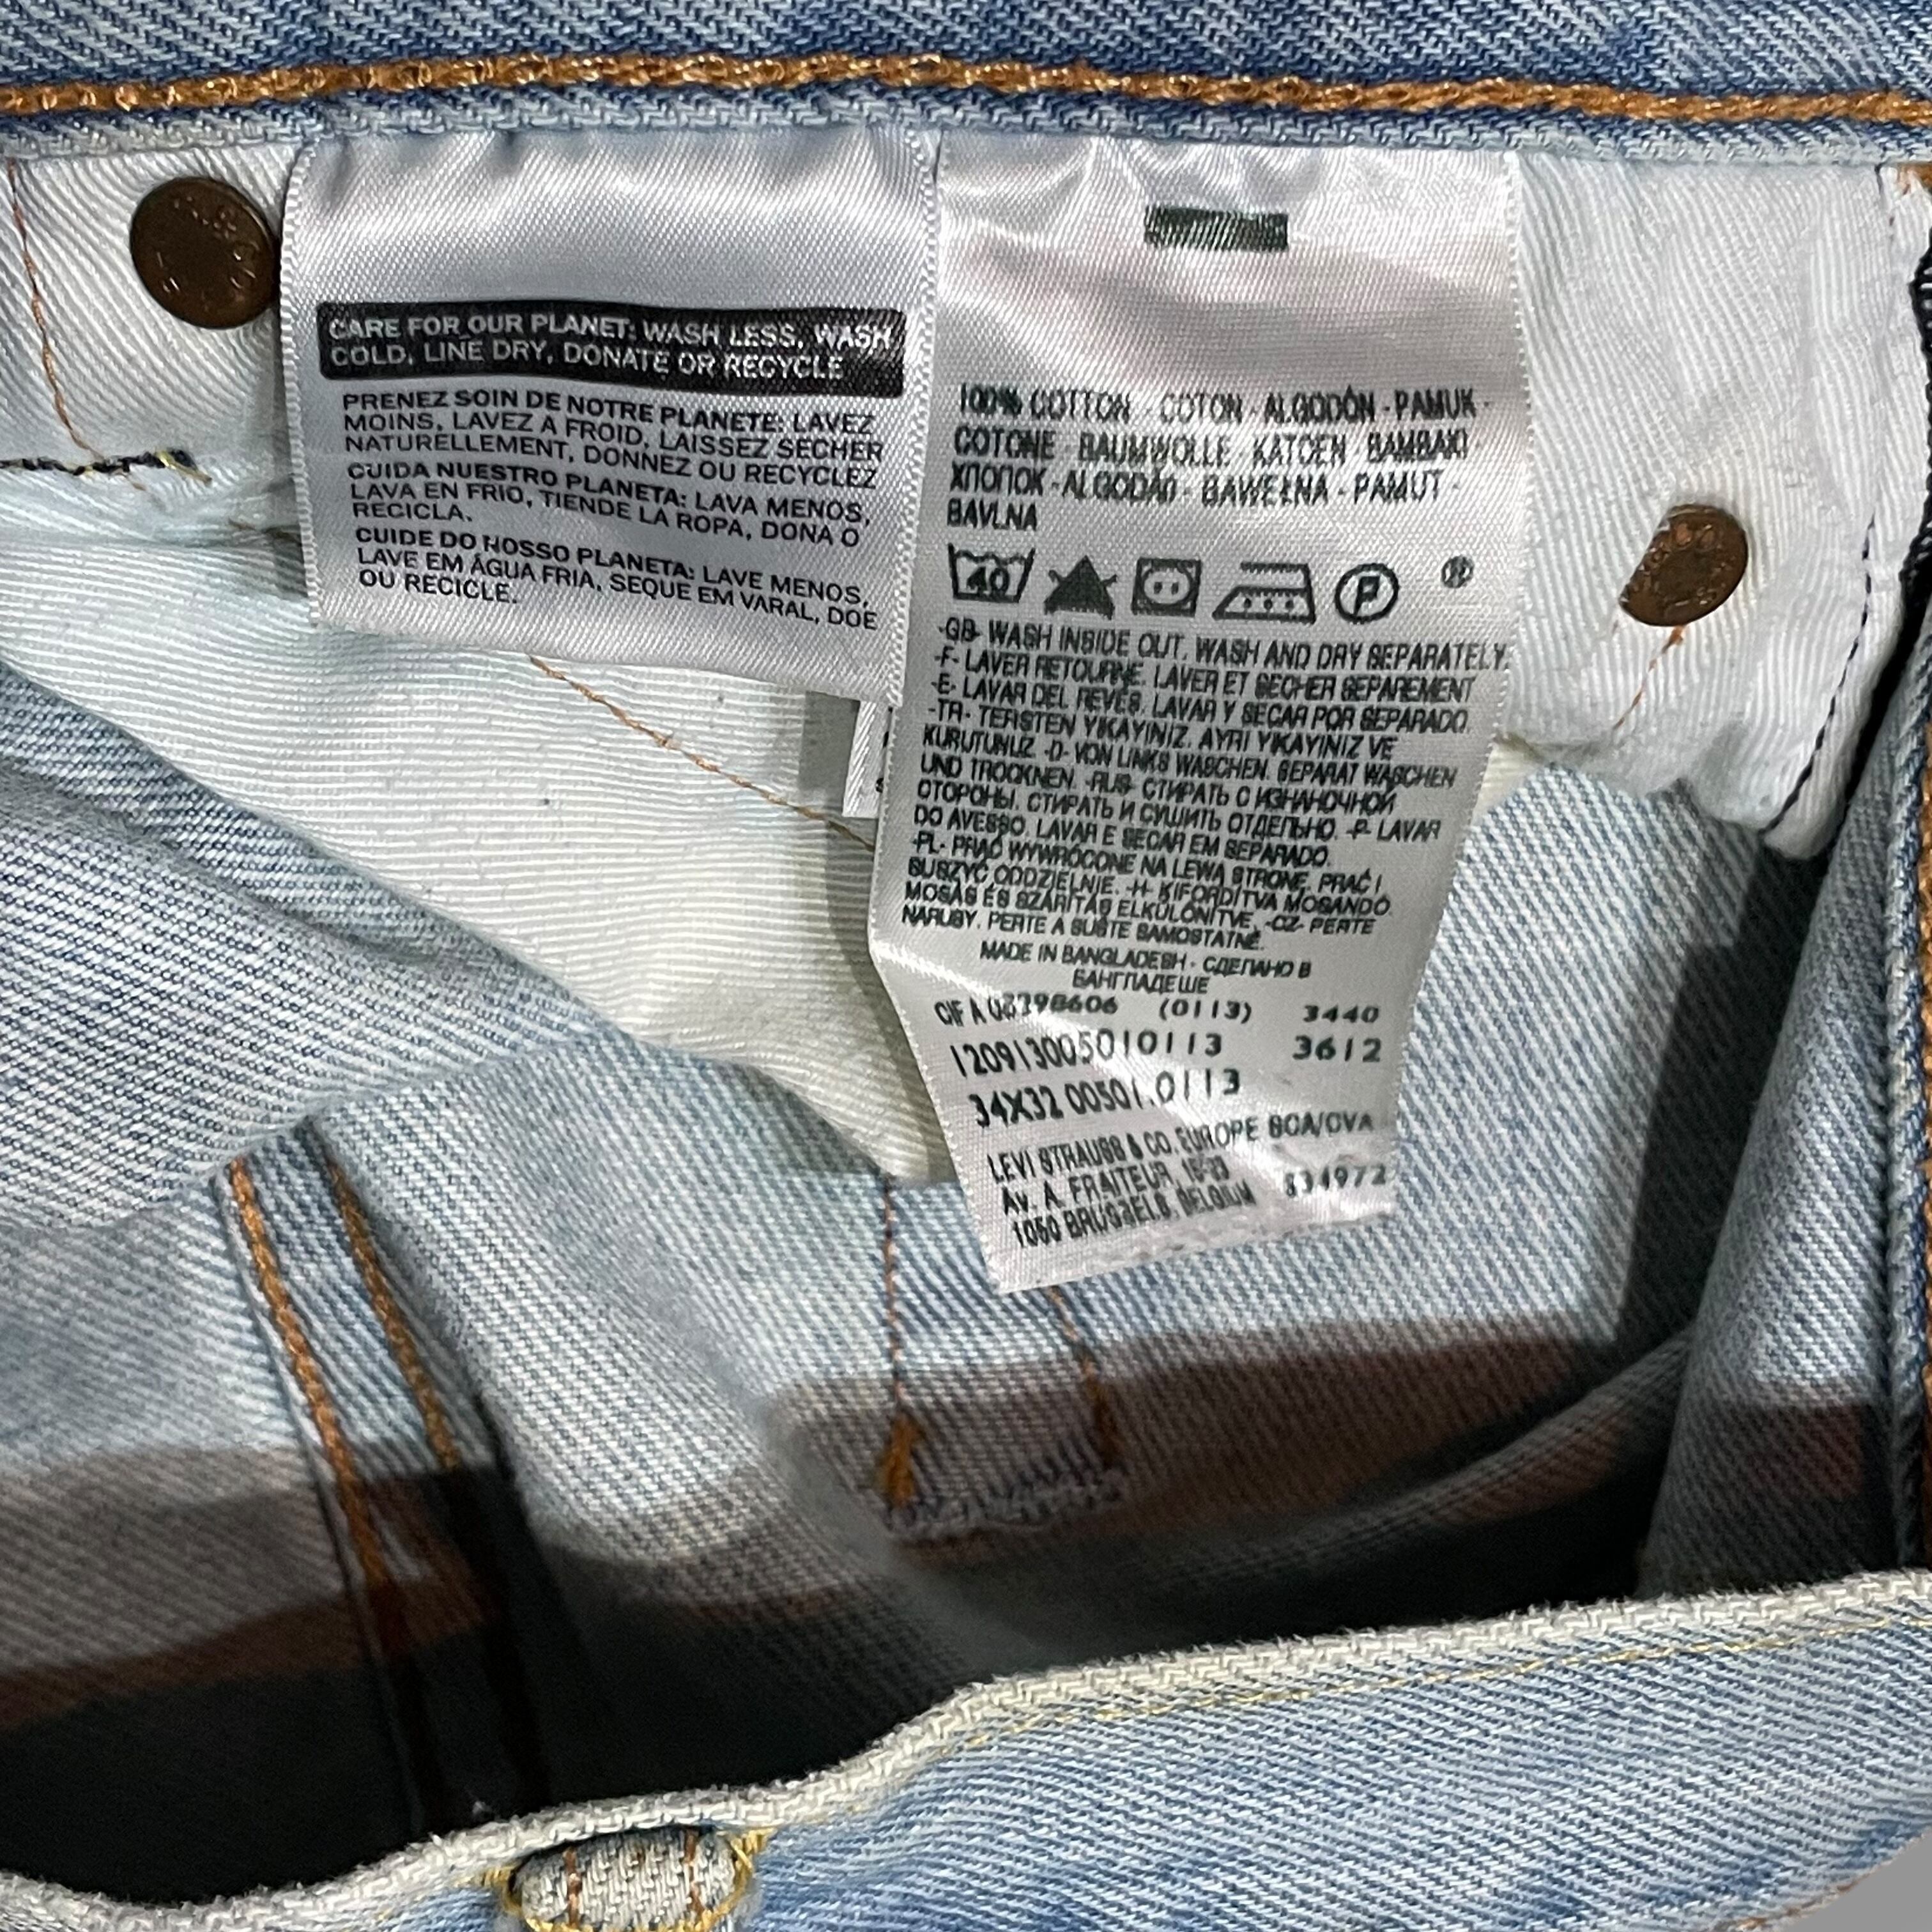 CARE FOR OUR PLANET: WASH LESS, WASH
COLD, LINE DRY, DONATE OR RECYCLE
PRENEZ SOIN DE NOTRE PLANETE: LAVEZ
MOINS, LAVEZ A FROID, LAISSEZ SECHER
NATURELLEMENT, DONNEZ OU RECYCLEZ
CUIDA NUESTRO PLANETA: LAVA MENOS,
LAVA EN FRIO, TIENDE LA ROPA, DONA O
RECICLA.
CUIDE DO NOSSO PLANETA: LAVE MENOS,
LAVE EM ÁGUA FRIA, SEQUE EM VARAL, DOE
OU RECICLE.
100% COTTON - COTON - ALGODÓN - PAMUK -
COTONE - BAUMWOLLE - KATOEN - BAMBAKI -
ХЛОПОК - ALGODÃO - BAWEŁNA - PAMUT -
BAVLNA
40 P ®
-GB- WASH INSIDE OUT. WASH AND DRY SEPARATELY.
-F- LAVER RETOURNE. LAVER ET SECHER SEPAREMENT
-E- LAVAR DEL REVÉS. LAVAR Y SECAR POR SEPARADO.
-TR- TERSTEN YIKAYINIZ. AYRI YIKAYINIZ VE
KURUTUNUZ -D- VON LINKS WASCHEN. SEPARAT WASCHEN
UND TROCKNEN. -RUS- СТИРАТЬ С ИЗНАНОЧНОЙ
СТОРОНЫ. СТИРАТЬ И СУШИТЬ ОТДЕЛЬНО. -P- LAVAR
DO AVESSO. LAVAR E SECAR EM SEPARADO.
-PL- PRAĆ WYWRÓCONE NA LEWĄ STRONĘ, PRAĆ I
SUSZYĆ ODDZIELNIE. -H- KIFORDÍTVA MOSANDÓ.
MOSÁS ÉS SZÁRÍTÁS ELKÜLÖNÍTVE, -CZ- PERTE
NARUBY. PERTE A SUŠTE SAMOSTATNĚ.
MADE IN BANGLADESH - СДЕЛАНО В
БАНГЛАДЕШЕ
CIF A (0113) 3440
120913005010113 3612
34X32 00501.0113
LEVI STRAUSS & CO. EUROPE SCA/CVA
Av. A. FRAITEUR, 834972
1050 BRUSSELS, BELGIUM